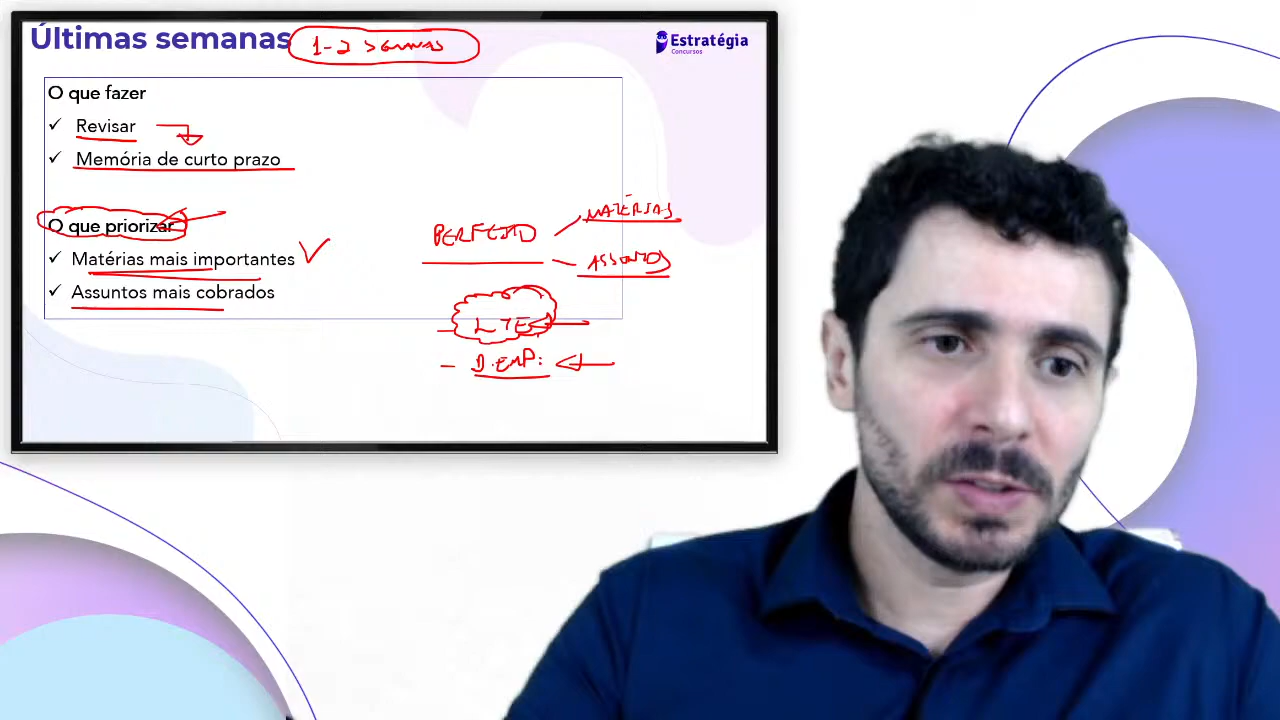 Últimas semanas 1-2 SEMANAS
Estratégia
Concursos
O que fazer
✓ Revisar
✓ Memória de curto prazo
O que priorizar
✓ Matérias mais importantes
✓ Assuntos mais cobrados
PERFEITO
MATÉRIAS
ASSUNTOS
- D.EMP.